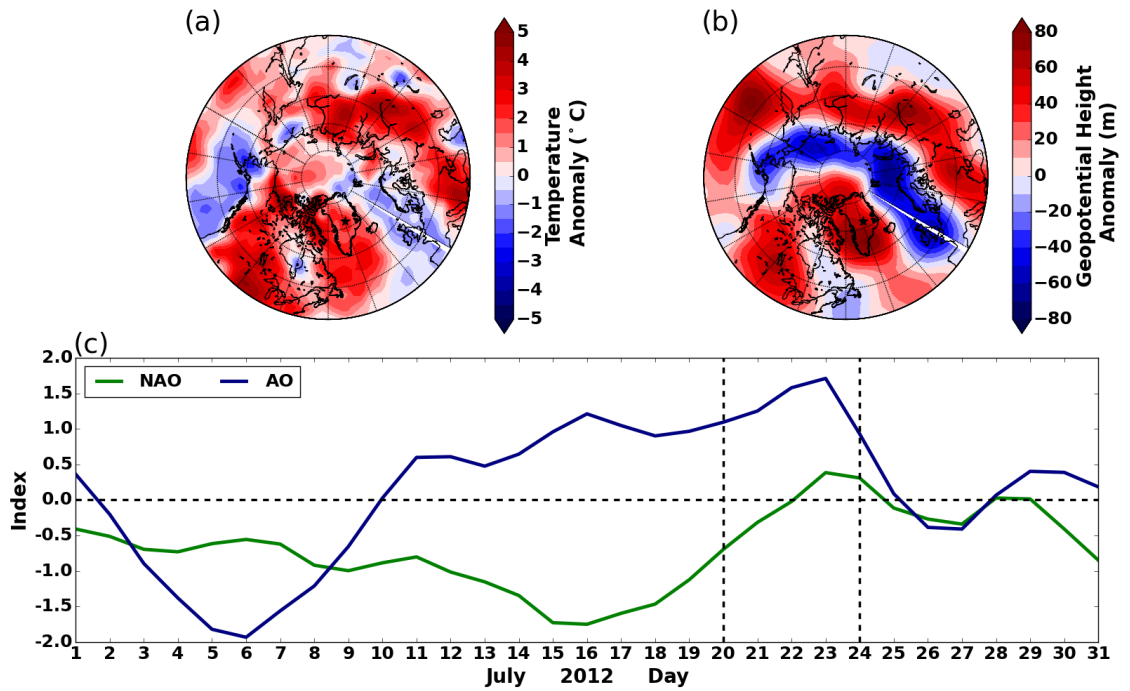 (a)
5
4
3
2
1
0
−1
−2
−3
−4
−5
Temperature
Anomaly (°C)
(b)
80
60
40
20
0
−20
−40
−60
−80
Geopotential Height
Anomaly (m)
(c)
NAO AO
2.0
1.5
1.0
0.5
0.0
-0.5
-1.0
-1.5
-2.0
Index
1 2 3 4 5 6 7 8 9 10 11 12 13 14 15 16 17 18 19 20 21 22 23 24 25 26 27 28 29 30 31
July 2012 Day